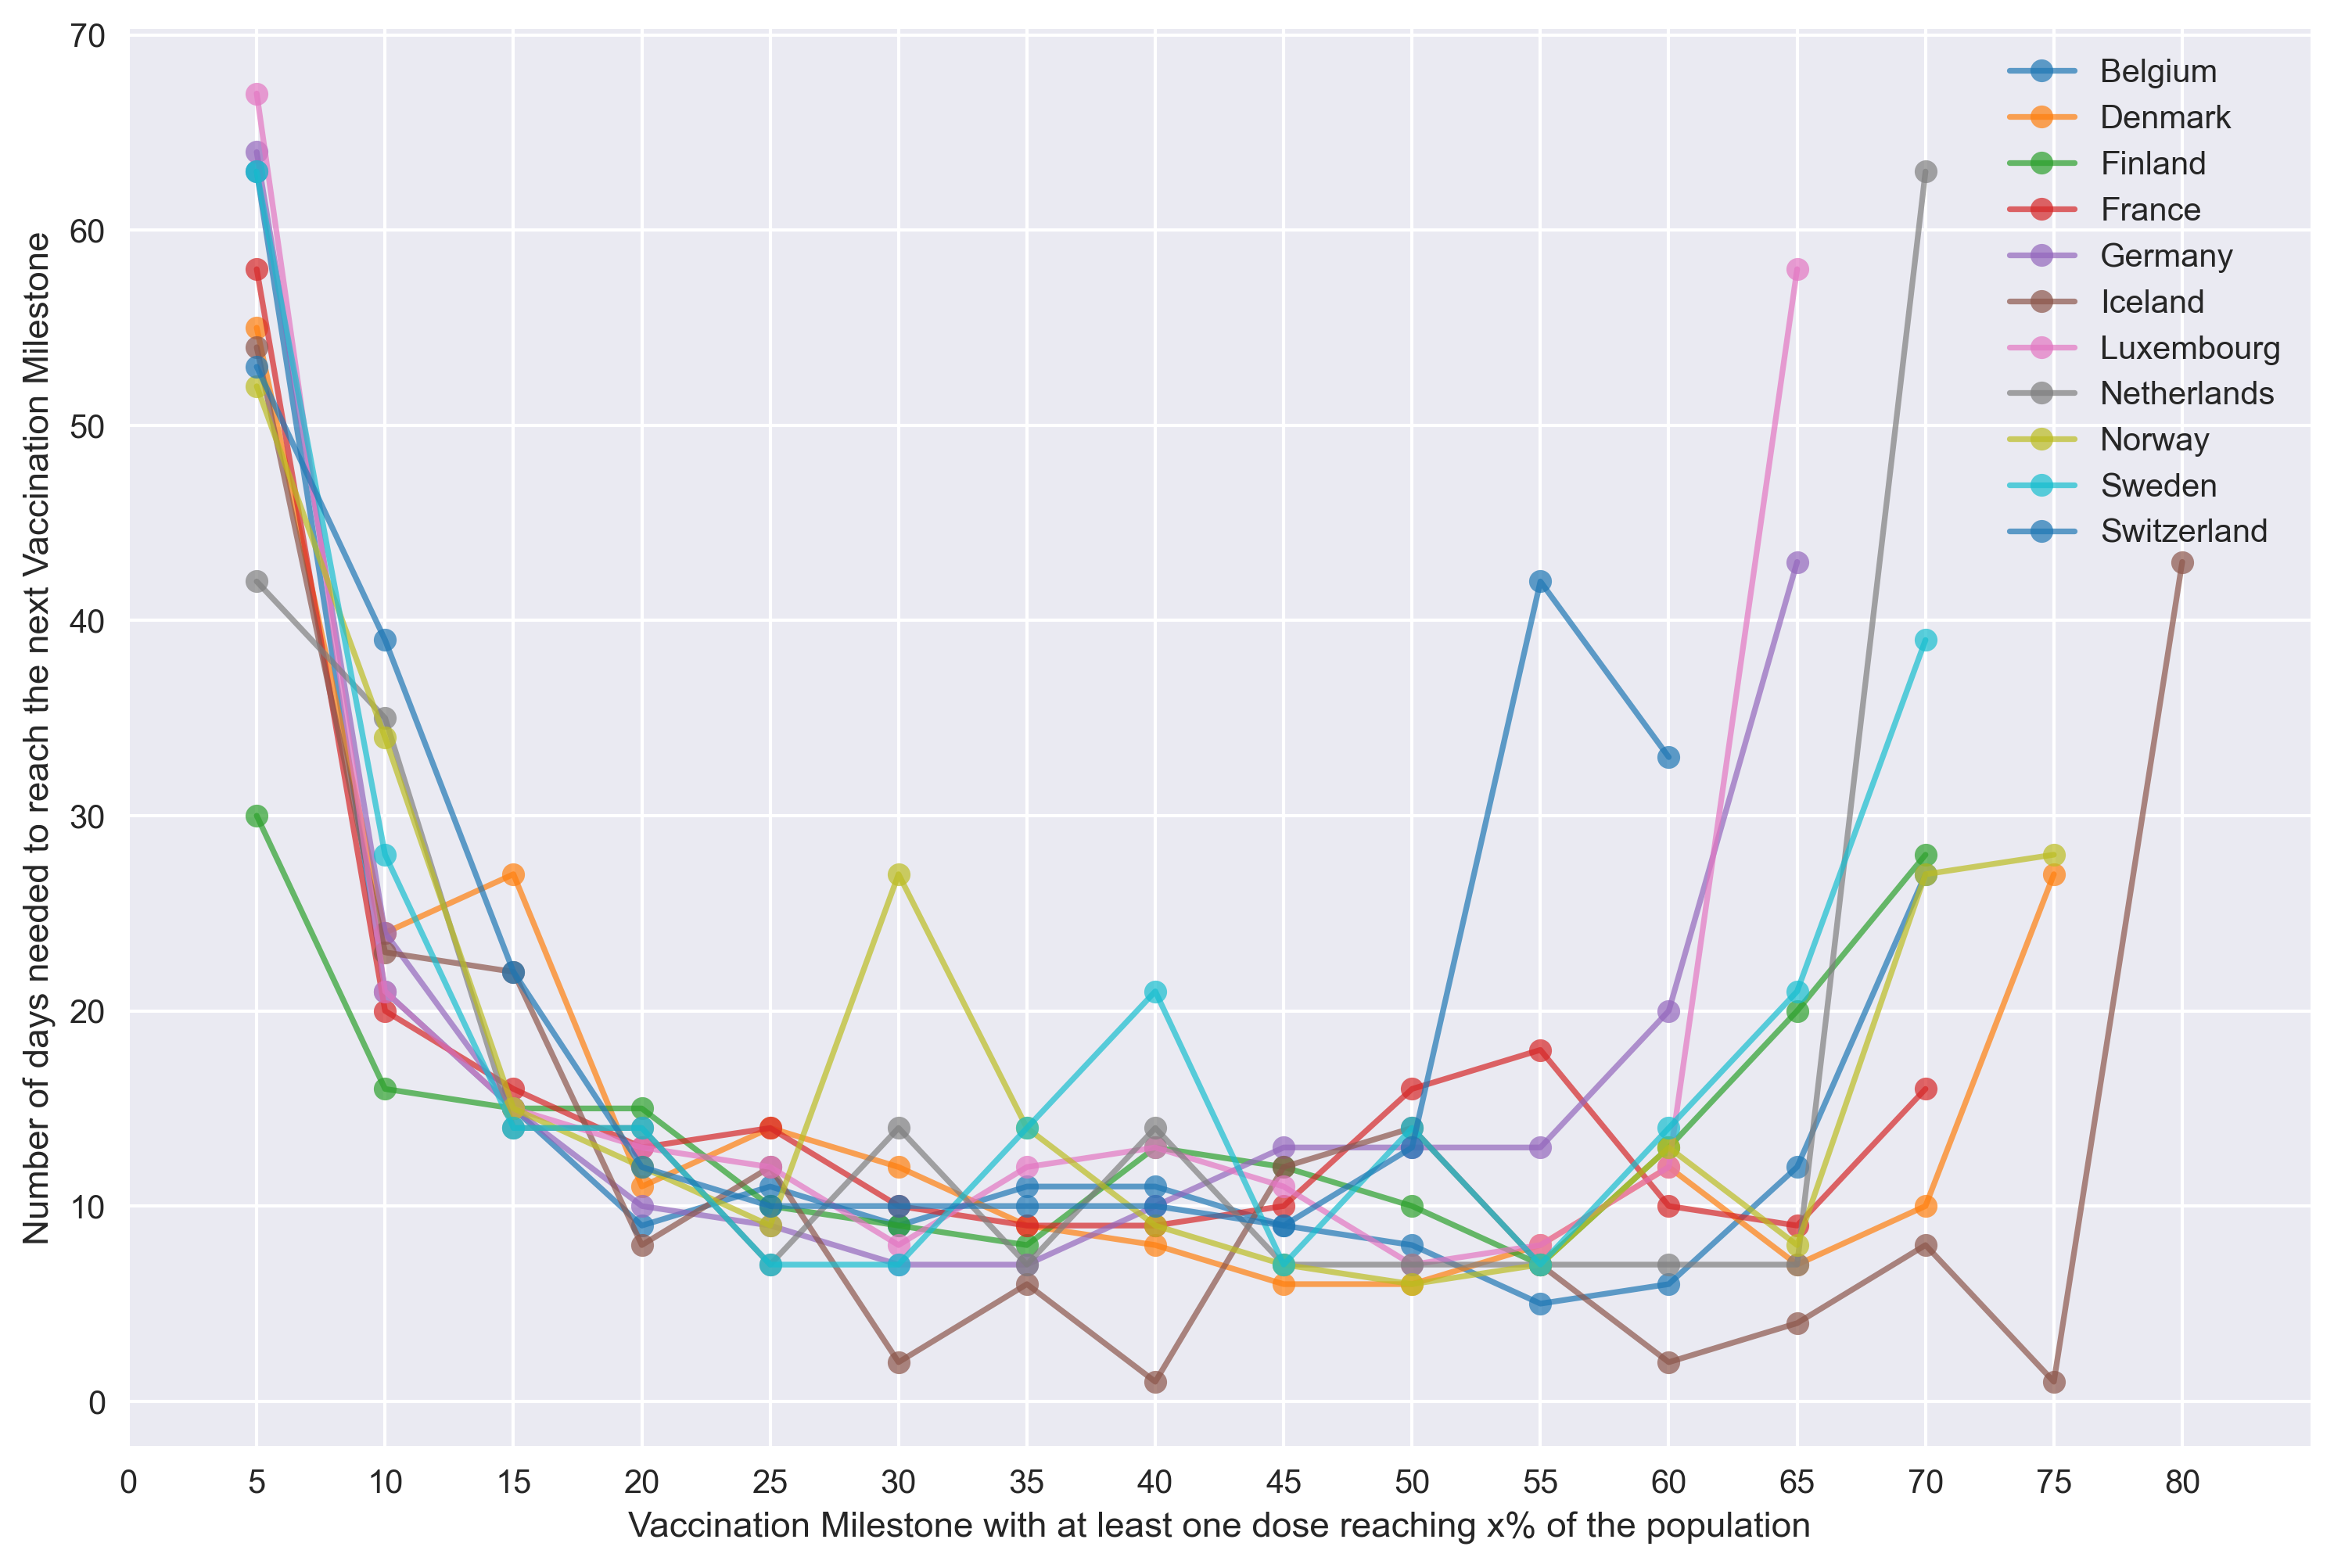 70
60
50
40
30
20
10
0
Number of days needed to reach the next Vaccination Milestone
Belgium
Denmark
Finland
France
Germany
Iceland
Luxembourg
Netherlands
Norway
Sweden
Switzerland
0 5 10 15 20 25 30 35 40 45 50 55 60 65 70 75 80
Vaccination Milestone with at least one dose reaching x% of the population